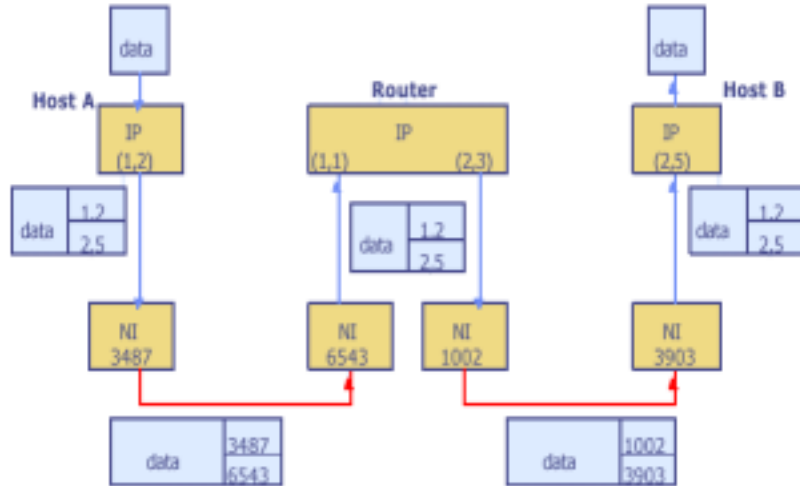 data
data
Host A
Router
Host B
IP
(1,2)
IP
(1,1)
(2,3)
IP
(2,5)
data
1.2
2.5
data
1.2
2.5
data
1.2
2.5
NI
3487
NI
6543
NI
1002
NI
3903
data
3487
6543
data
1002
3903